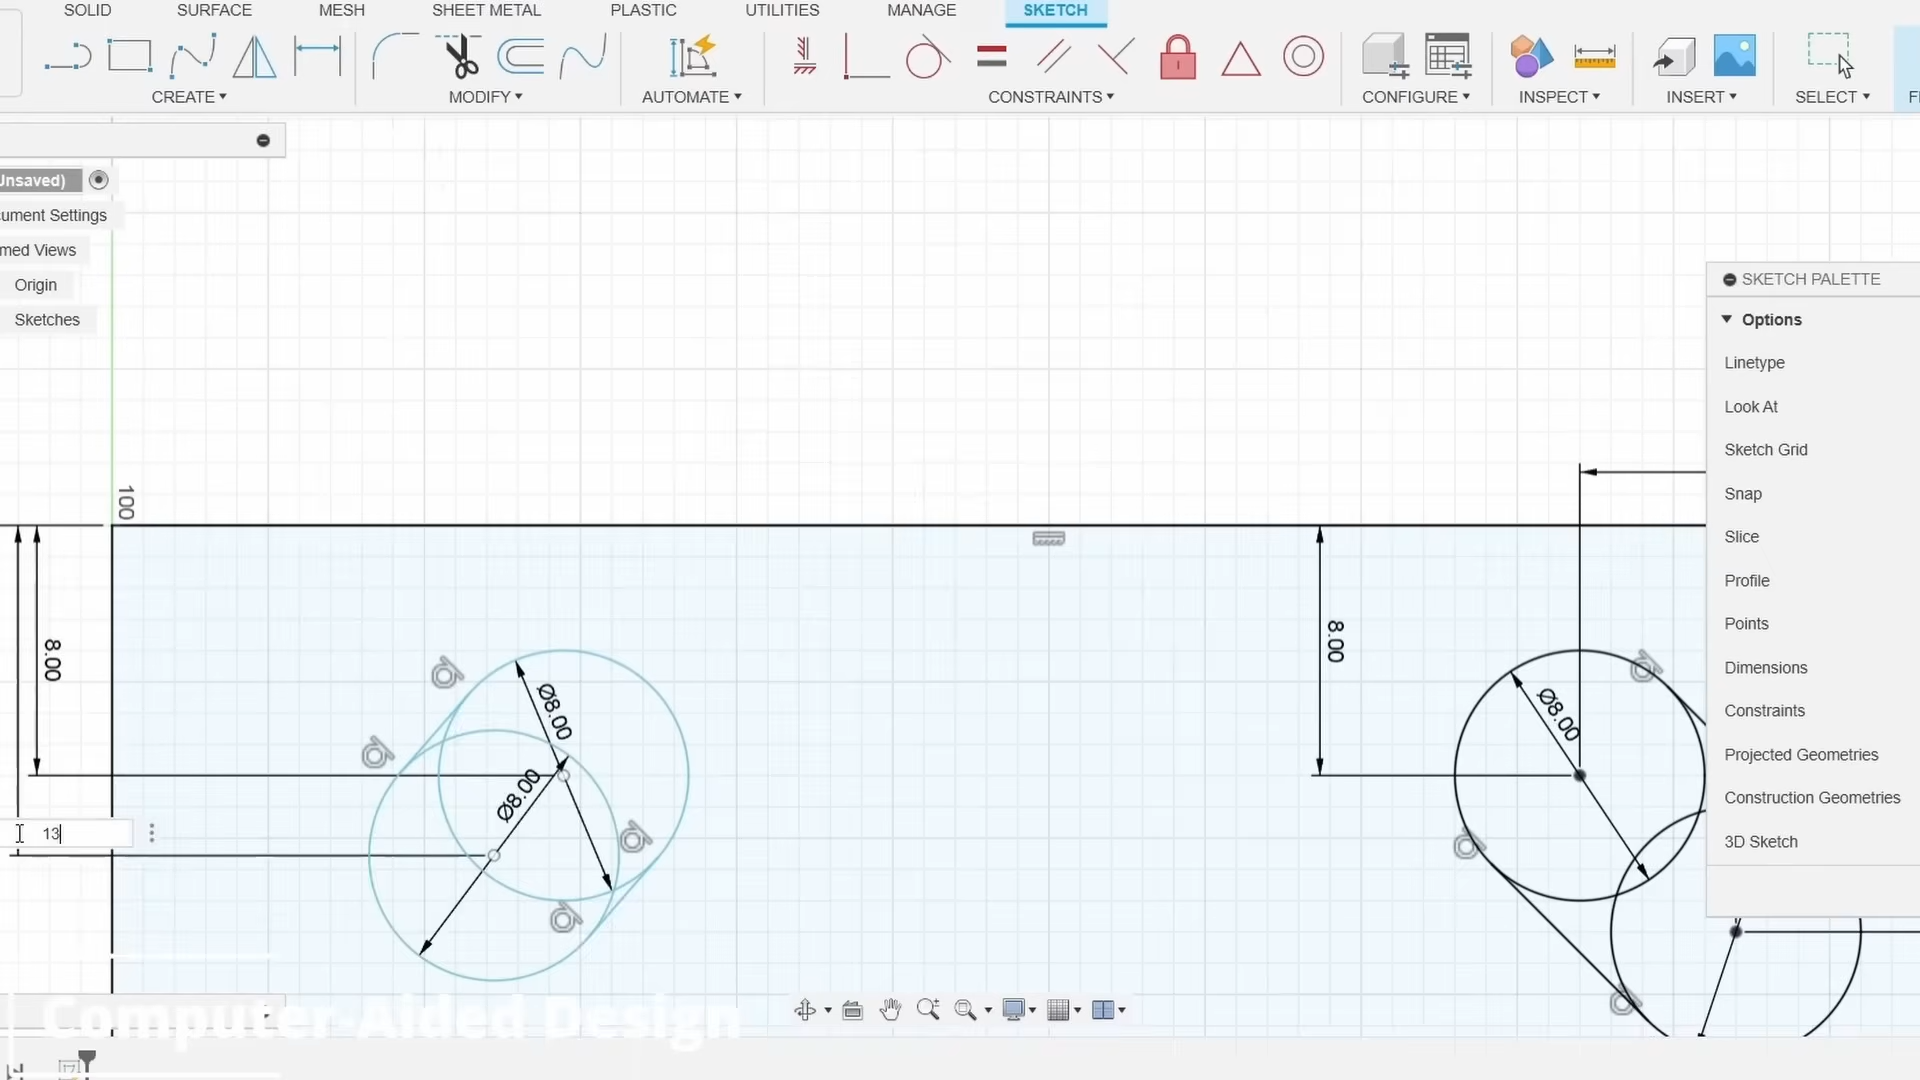 SOLID SURFACE MESH SHEET METAL PLASTIC UTILITIES MANAGE SKETCH
CREATE MODIFY AUTOMATE CONSTRAINTS CONFIGURE INSPECT INSERT SELECT
Unsaved)
cument Settings
med Views
Origin
Sketches
SKETCH PALETTE
Options
Linetype
Look At
Sketch Grid
Snap
Slice
Profile
Points
Dimensions
Constraints
Projected Geometries
Construction Geometries
3D Sketch
100
8.00
Ø8.00
Ø8.00
13
8.00
Ø8.00
Computer-Aided Design